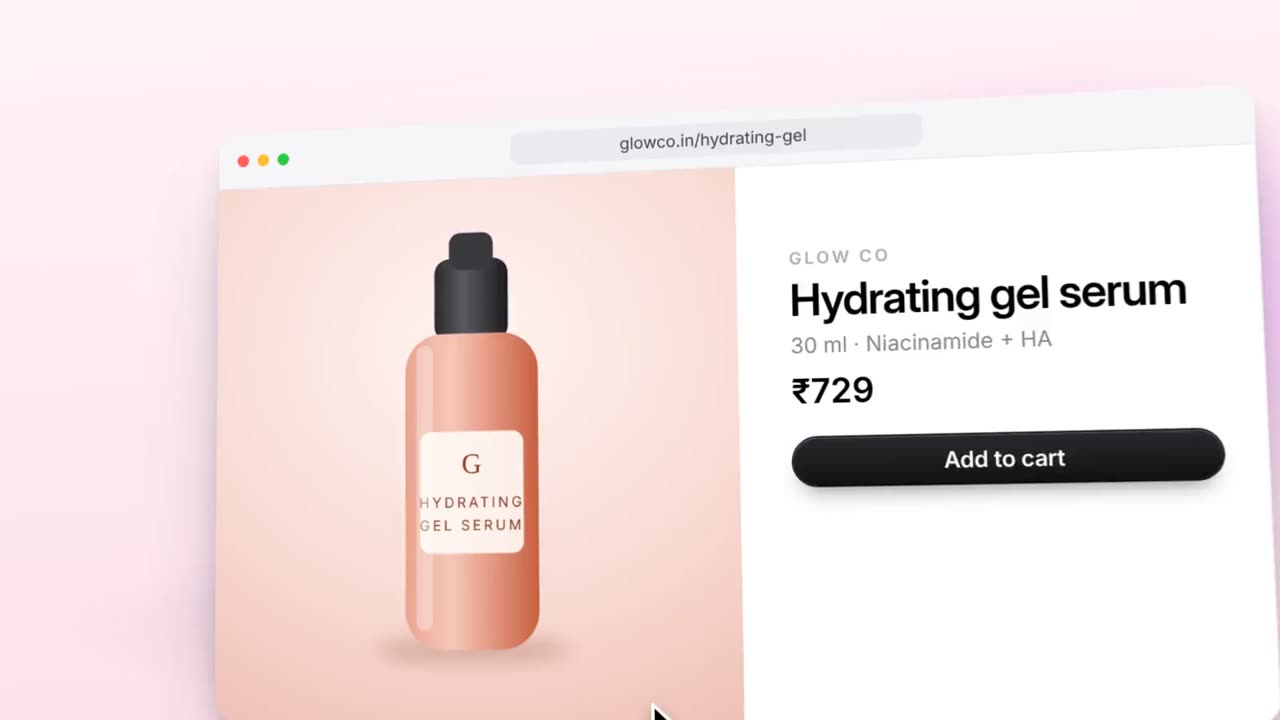 glowco.in/hydrating-gel
G
HYDRATING
GEL SERUM
GLOW CO
Hydrating gel serum
30 ml · Niacinamide + HA
₹729
Add to cart